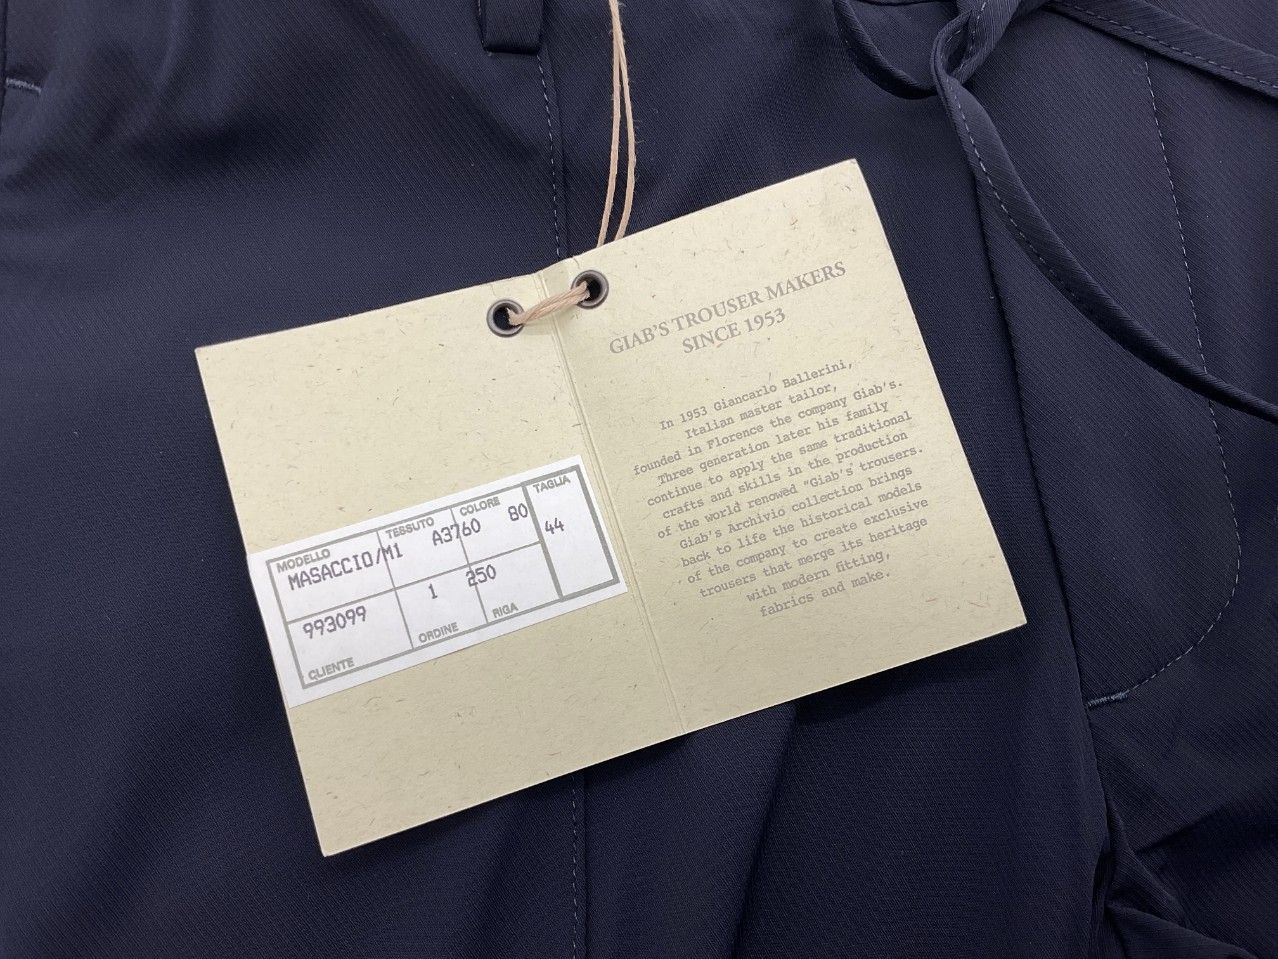 MODELLO TESSUTO COLORE TAGLIA
MASACCIO/M1 A3760 80 44
993099 1 250
CLIENTE ORDINE RIGA
GIAB'S TROUSER MAKERS
SINCE 1953
In 1953 Giancarlo Ballerini,
Italian master tailor,
founded in Florence the company Giab's.
Three generation later his family
continue to apply the same traditional
crafts and skills in the production
of the world renowed "Giab's" trousers.
Giab's Archivio collection brings
back to life the historical models
of the company to create exclusive
trousers that merge its heritage
with modern fitting,
fabrics and make.